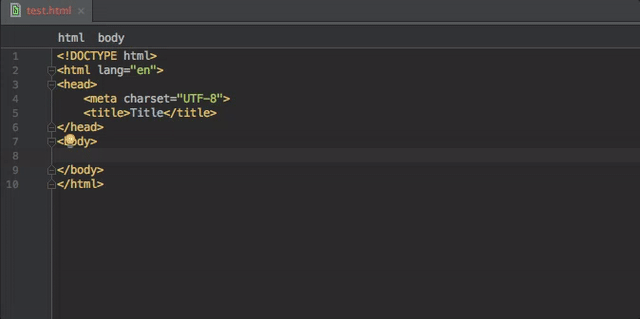 test.html
html body
1 <!DOCTYPE html>
2 <html lang="en">
3 <head>
4     <meta charset="UTF-8">
5     <title>Title</title>
6 </head>
7 <body>
8
9 </body>
10 </html>